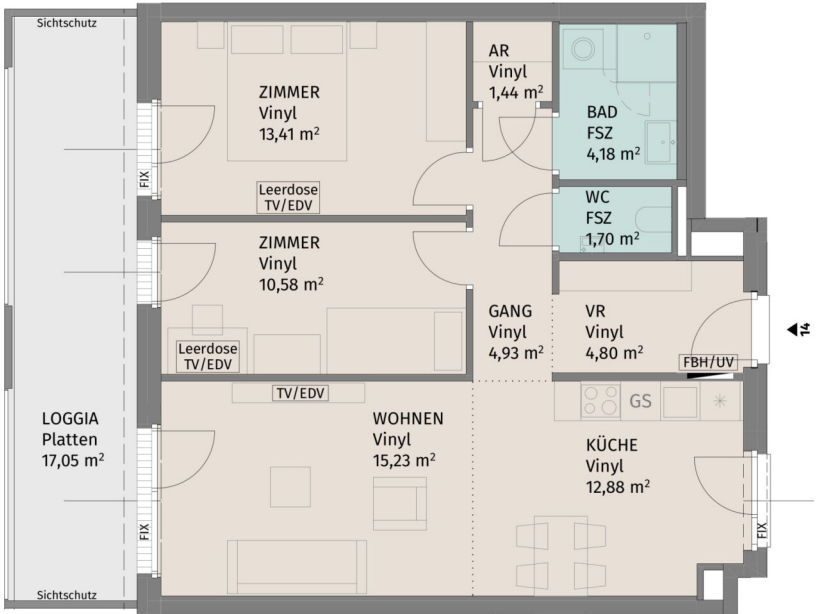 Sichtschutz
AR
Vinyl
1,44 m²
ZIMMER
Vinyl
13,41 m²
BAD
FSZ
4,18 m²
FIX
Leerdose
TV/EDV
WC
FSZ
1,70 m²
ZIMMER
Vinyl
10,58 m²
GANG
Vinyl
4,93 m²
VR
Vinyl
4,80 m²
14
Leerdose
TV/EDV
FBH/UV
TV/EDV
GS
LOGGIA
Platten
17,05 m²
WOHNEN
Vinyl
15,23 m²
KÜCHE
Vinyl
12,88 m²
FIX
FIX
Sichtschutz